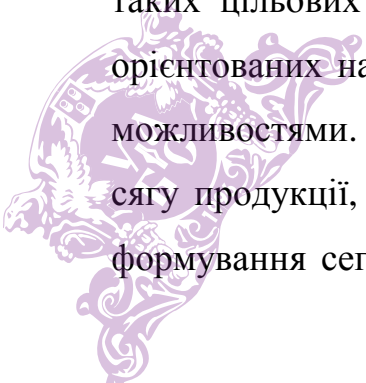 таких цільових
орієнтованих на
можливостями.
сягу продукції,
формування сег